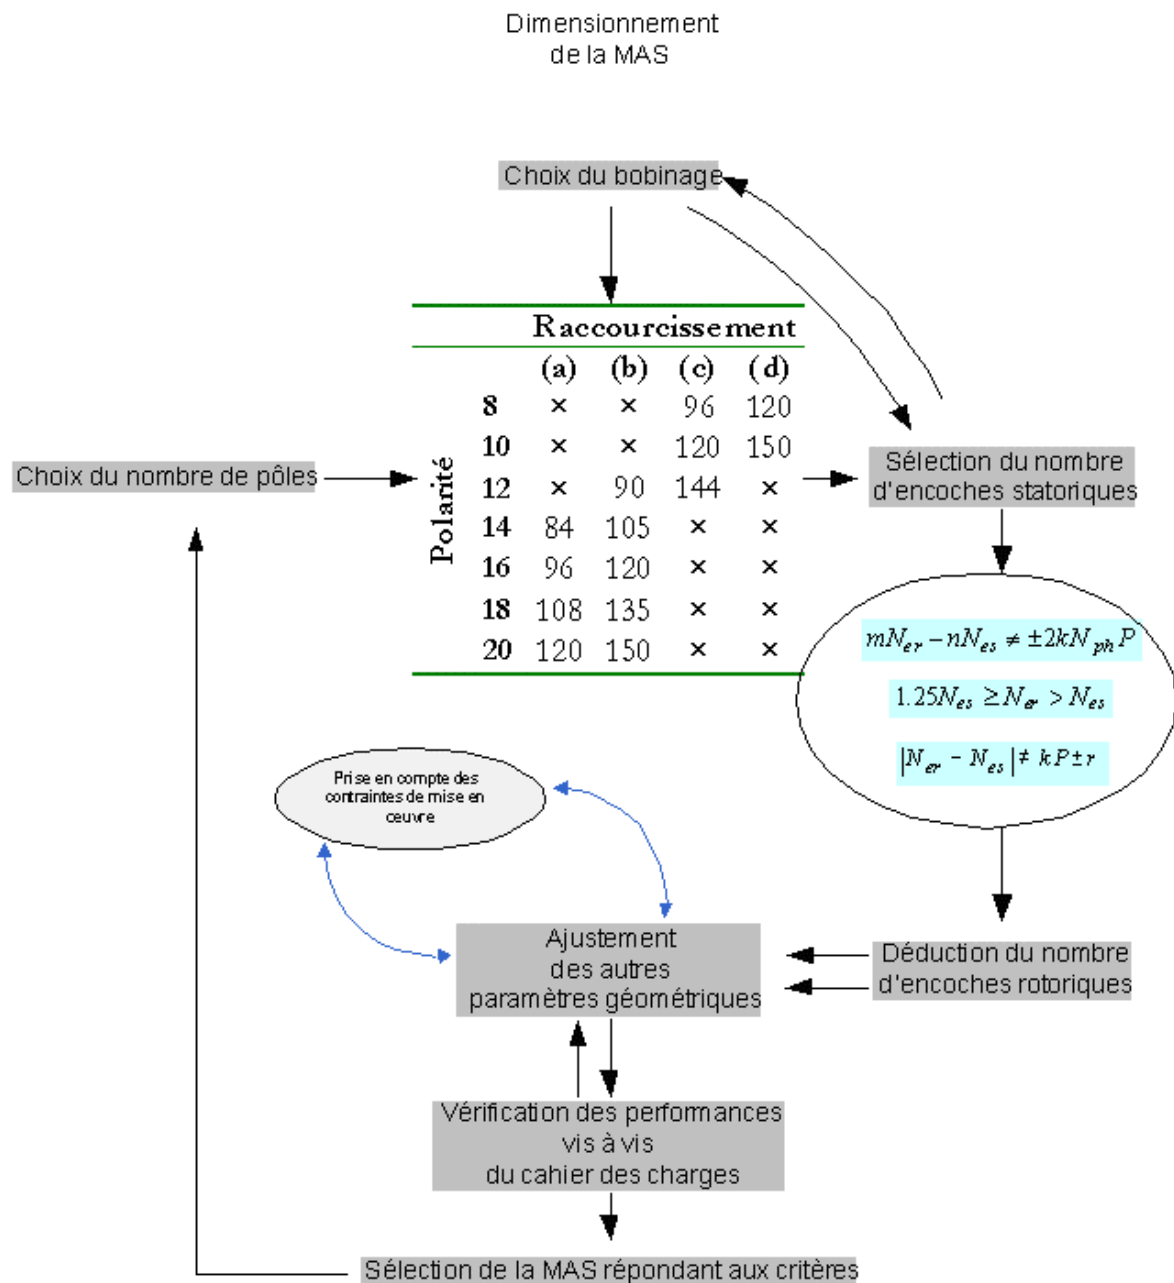 Dimensionnement
de la MAS
Choix du bobinage
Raccourcissement
(a) (b) (c) (d)
Polarité
8 × × 96 120
10 × × 120 150
12 × 90 144 ×
14 84 105 × ×
16 96 120 × ×
18 108 135 × ×
20 120 150 × ×
Choix du nombre de pôles
Sélection du nombre
d'encoches statoriques
mN_er − nN_es ≠ ±2kN_ph P
1.25N_es ≥ N_er > N_es
|N_er − N_es| ≠ kP ± r
Prise en compte des
contraintes de mise en
œuvre
Ajustement
des autres
paramètres géométriques
Déduction du nombre
d'encoches rotoriques
Vérification des performances
vis à vis
du cahier des charges
Sélection de la MAS répondant aux critères